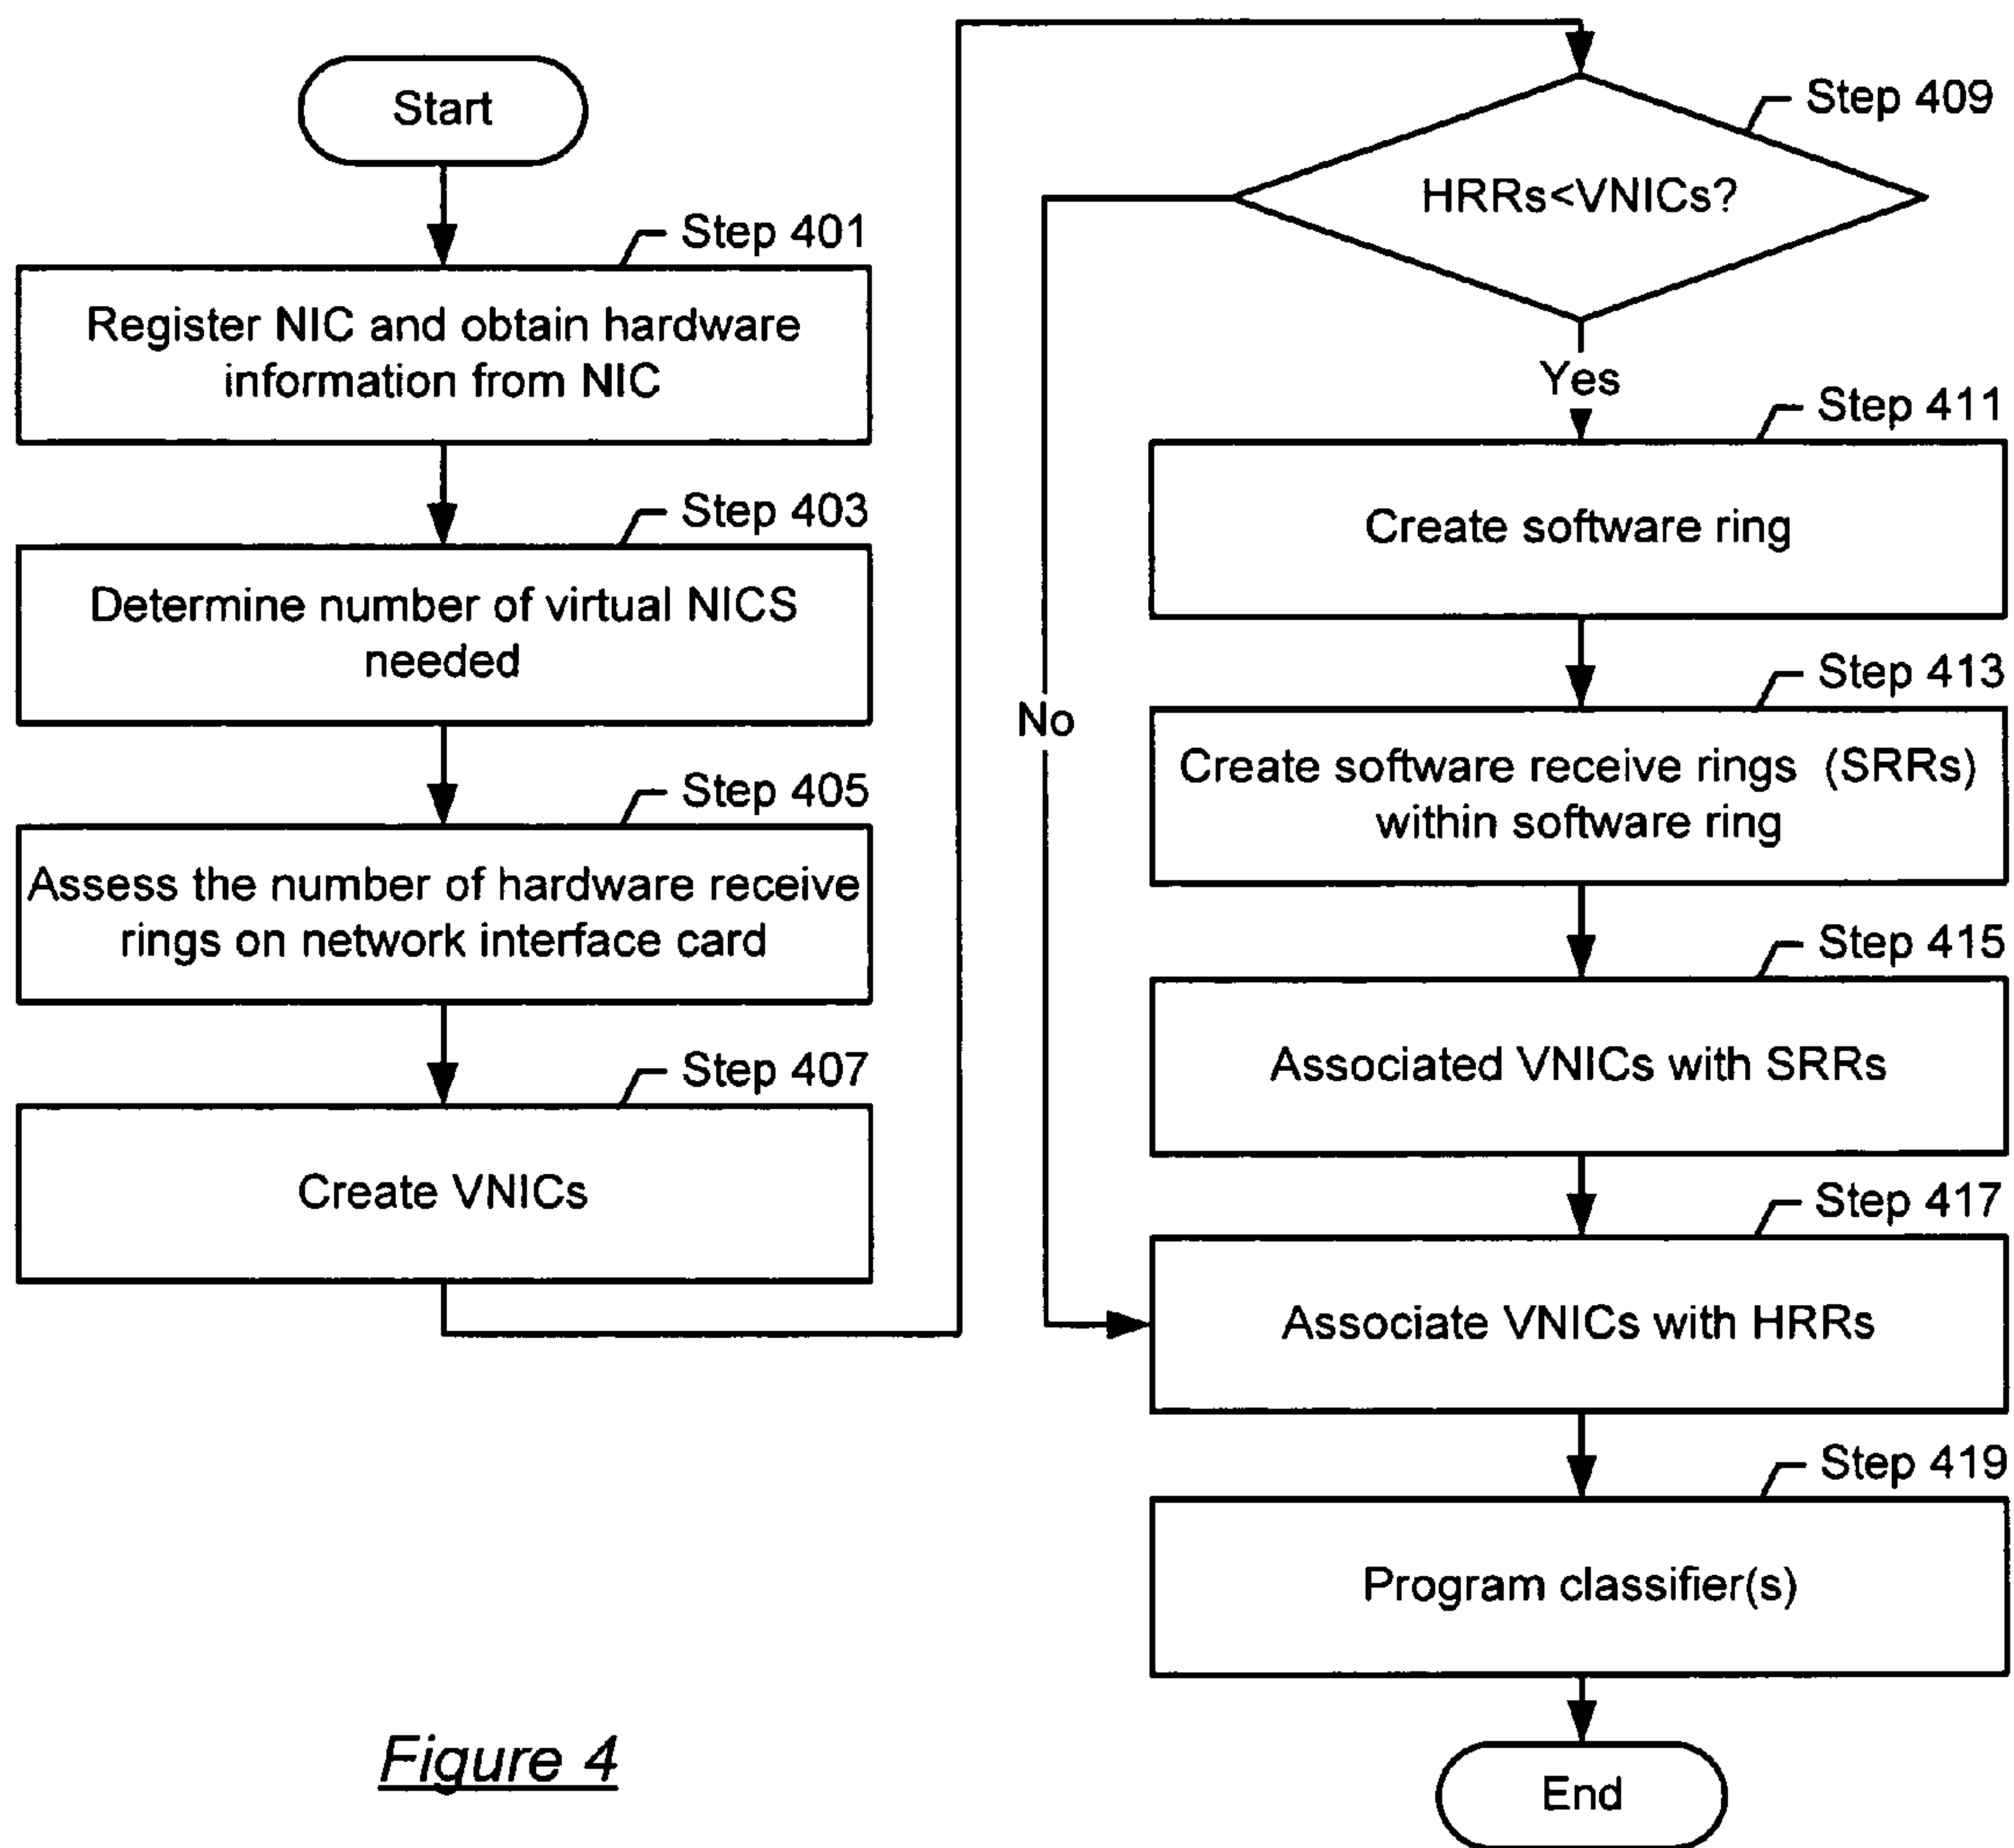 Start
Step 401
Register NIC and obtain hardware
information from NIC
Step 403
Determine number of virtual NICS
needed
Step 405
Assess the number of hardware receive
rings on network interface card
Step 407
Create VNICs
Step 409
HRRs<VNICs?
Yes
No
Step 411
Create software ring
Step 413
Create software receive rings (SRRs)
within software ring
Step 415
Associated VNICs with SRRs
Step 417
Associate VNICs with HRRs
Step 419
Program classifier(s)
End
Figure 4